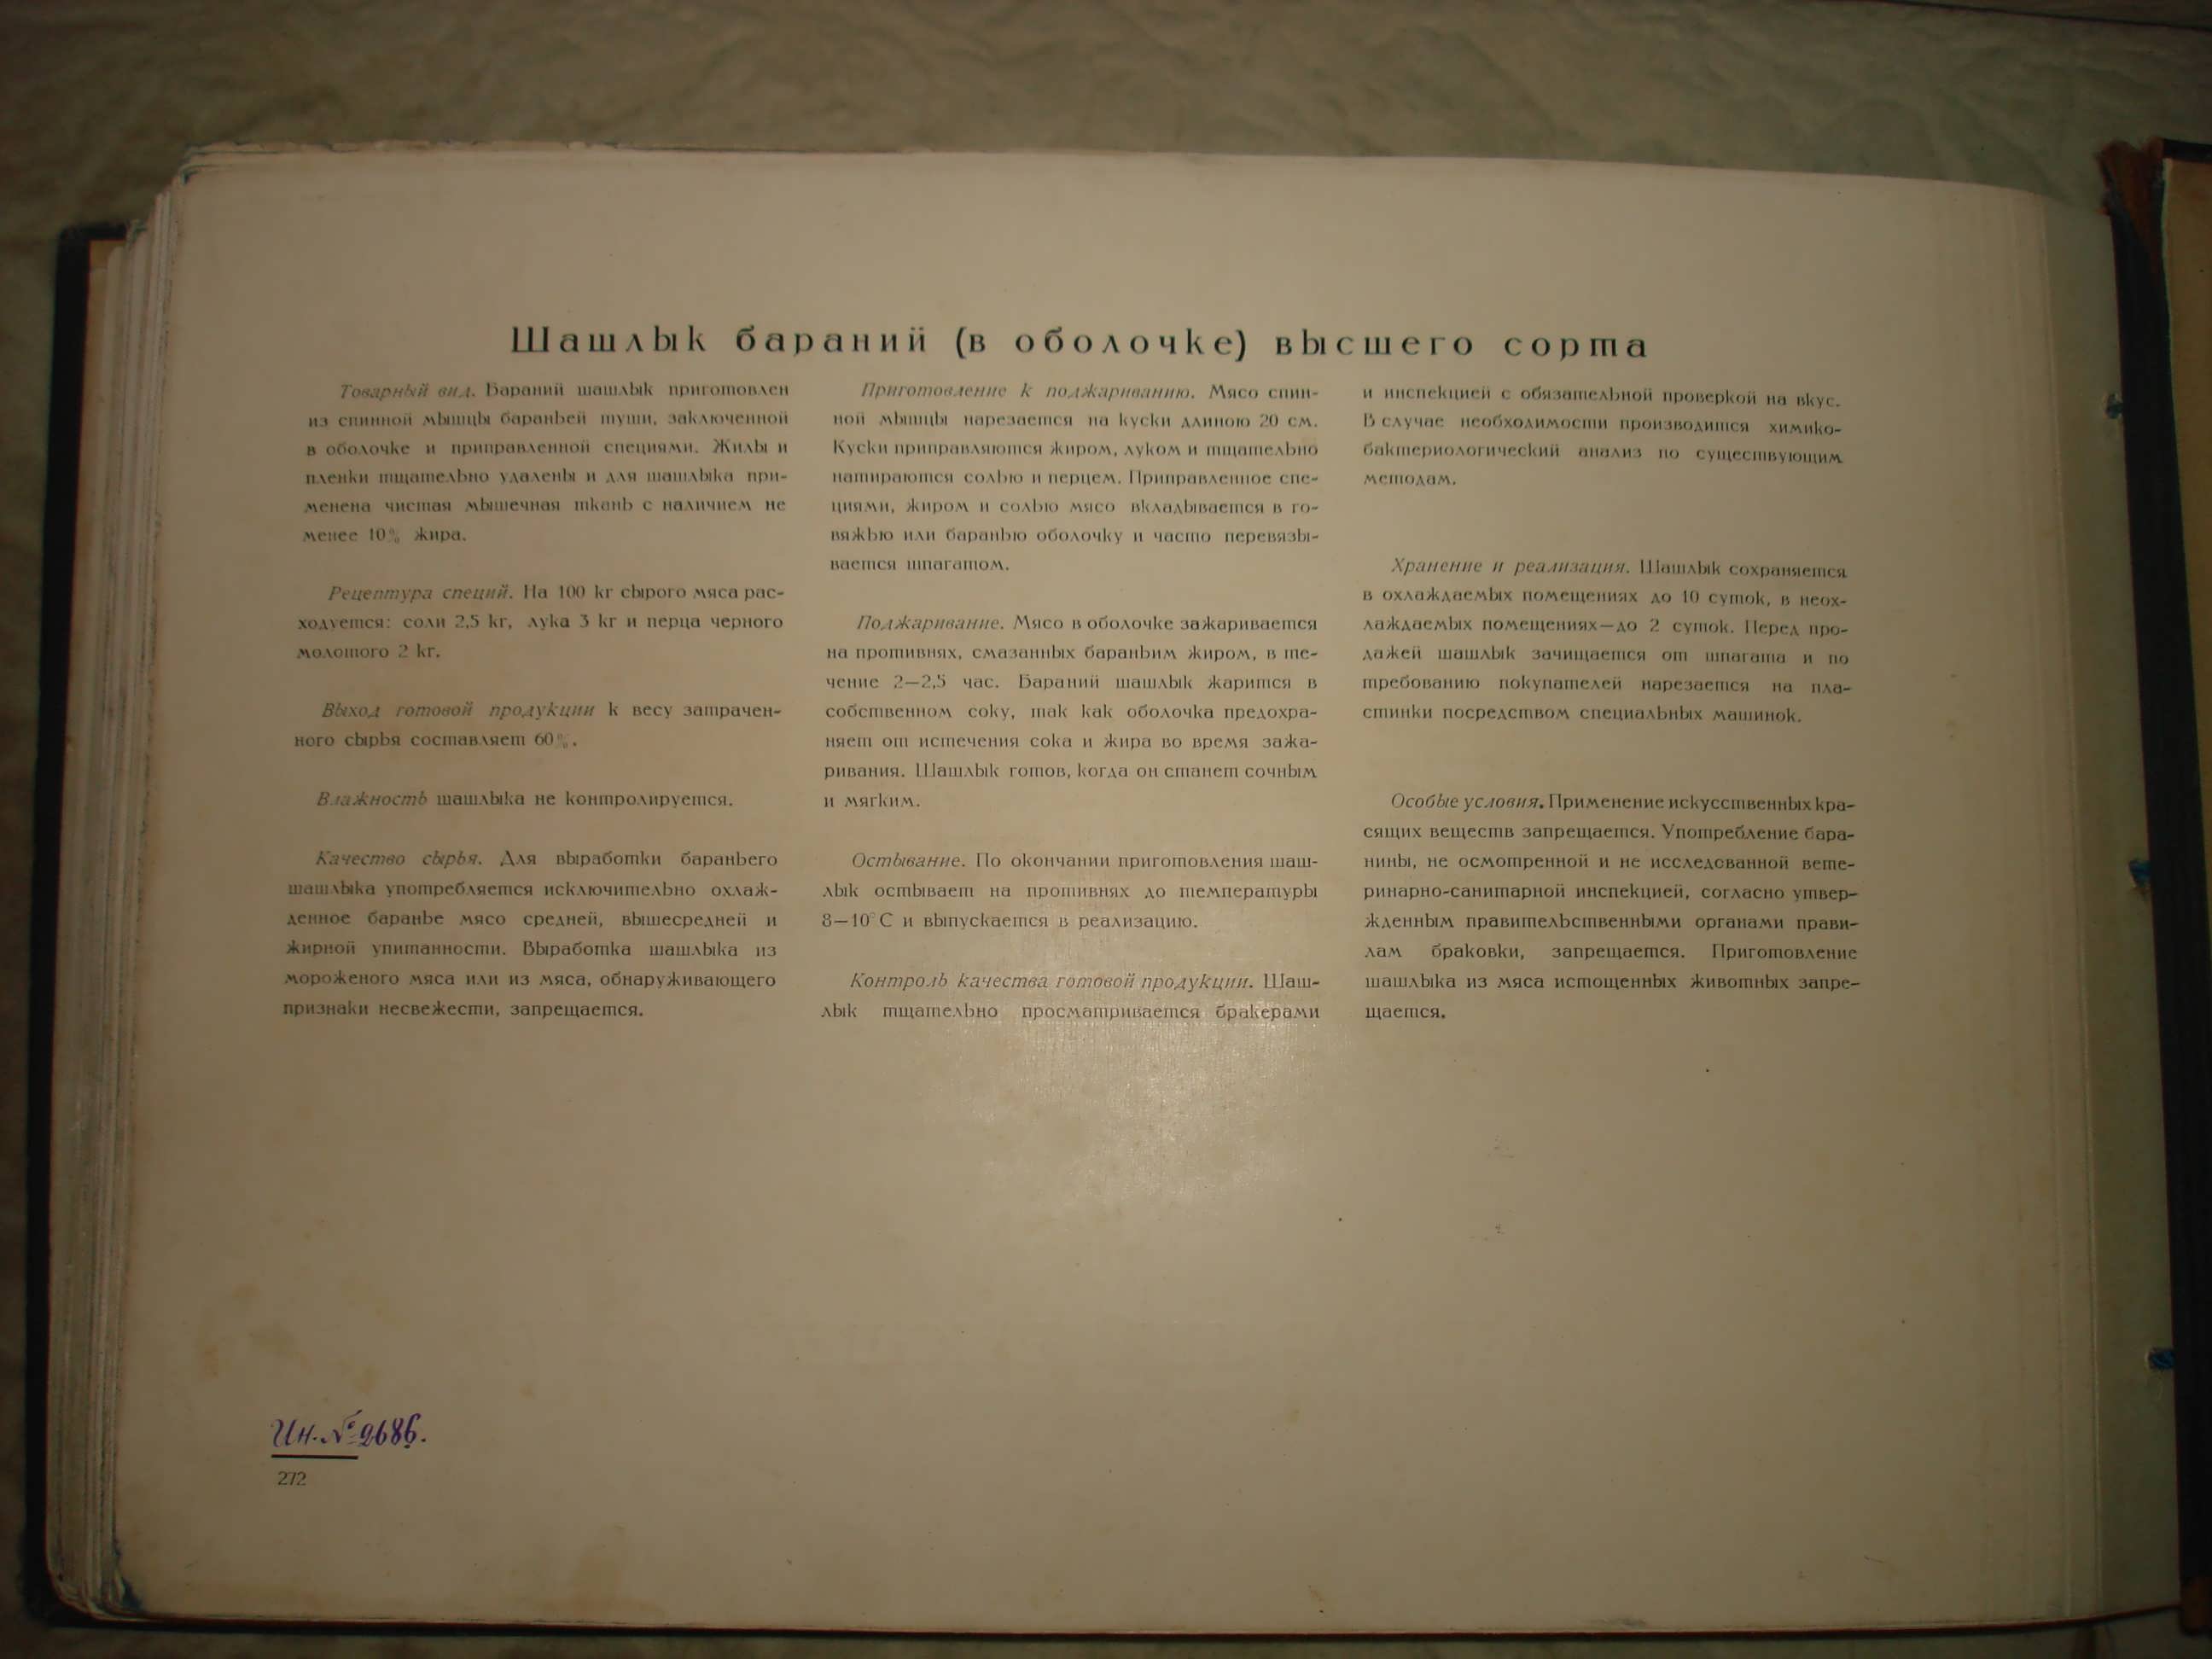 Шашлык бараний (в оболочке) высшего сорта
Товарный вид. Бараний шашлык приготовлен
из спинной мышцы бараньей туши, заключенной
в оболочке и приправленной специями. Жилы и
пленки тщательно удалены и для шашлыка при-
менена чистая мышечная ткань с наличием не
менее 10% жира.
Рецептура специй. На 100 kг сырого мяса рас-
ходуется: соли 2,5 kг, лука 3 kг и перца черного
молотого 2 kг.
Выход готовой продукции к весу затрачен-
ного сырья составляет 60%.
Влажность шашлыка не контролируется.
Качество сырья. Для выработки бараньего
шашлыка употребляется исключительно охлаж-
денное баранье мясо средней, вышесредней и
жирной упитанности. Выработка шашлыка из
мороженого мяса или из мяса, обнаруживающего
признаки несвежести, запрещается.
Приготовление к поджариванию. Мясо спин-
ной мышцы нарезается на куски длиною 20 см.
Куски приправляются жиром, луком и тщательно
натираются солью и перцем. Приправленное спе-
циями, жиром и солью мясо вкладывается в го-
вяжью или баранью оболочку и часто перевязы-
вается шпагатом.
Поджаривание. Мясо в оболочке зажаривается
на противнях, смазанных бараньим жиром, в те-
чение 2—2,5 час. Бараний шашлык жарится в
собственном соку, так как оболочка предохра-
няет от истечения сока и жира во время зажа-
ривания. Шашлык готов, когда он станет сочным
и мягким.
Остывание. По окончании приготовления шаш-
лык остывает на противнях до температуры
8—10° С и выпускается в реализацию.
Контроль качества готовой продукции. Шаш-
лык тщательно просматривается бракерами
и инспекцией с обязательной проверкой на вкус.
В случае необходимости производится химико-
бактериологический анализ по существующим
методам.
Хранение и реализация. Шашлык сохраняется
в охлаждаемых помещениях до 10 суток, в неох-
лаждаемых помещениях—до 2 суток. Перед про-
дажей шашлык зачищается от шпагата и по
требованию покупателей нарезается на пла-
стинки посредством специальных машинок.
Особые условия. Применение искусственных кра-
сящих веществ запрещается. Употребление бара-
нины, не осмотренной и не исследованной вете-
ринарно-санитарной инспекцией, согласно утвер-
жденным правительственными органами прави-
лам браковки, запрещается. Приготовление
шашлыка из мяса истощенных животных запре-
щается.
Ин. № 2686.
272